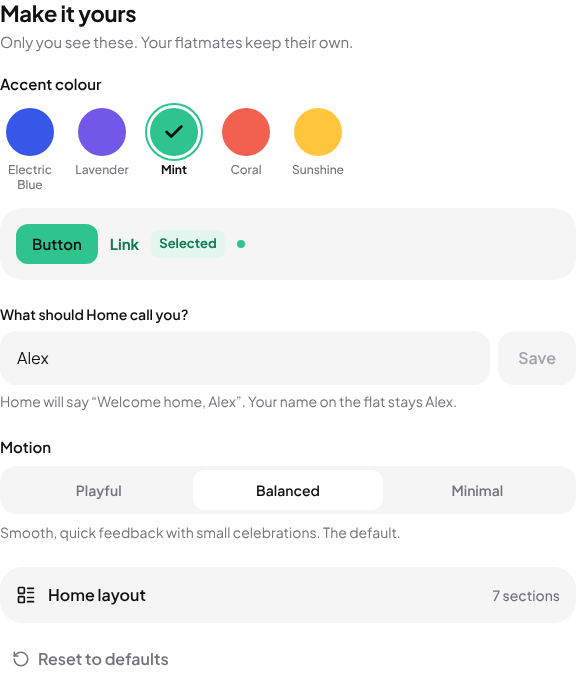 Make it yours
Only you see these. Your flatmates keep their own.
Accent colour
Electric
Blue
Lavender
Mint
Coral
Sunshine
Button
Link
Selected
What should Home call you?
Alex
Save
Home will say “Welcome home, Alex”. Your name on the flat stays Alex.
Motion
Playful
Balanced
Minimal
Smooth, quick feedback with small celebrations. The default.
Home layout
7 sections
Reset to defaults